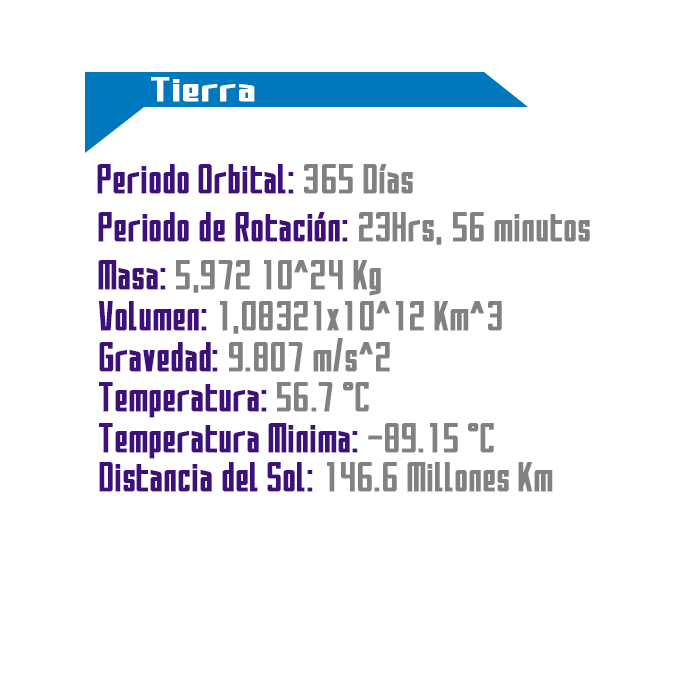 Tierra
Periodo Orbital: 365 Días
Periodo de Rotación: 23Hrs, 56 minutos
Masa: 5,972 10^24 Kg
Volumen: 1,08321x10^12 Km^3
Gravedad: 9.807 m/s^2
Temperatura: 56.7 °C
Temperatura Minima: -89.15 °C
Distancia del Sol: 146.6 Millones Km